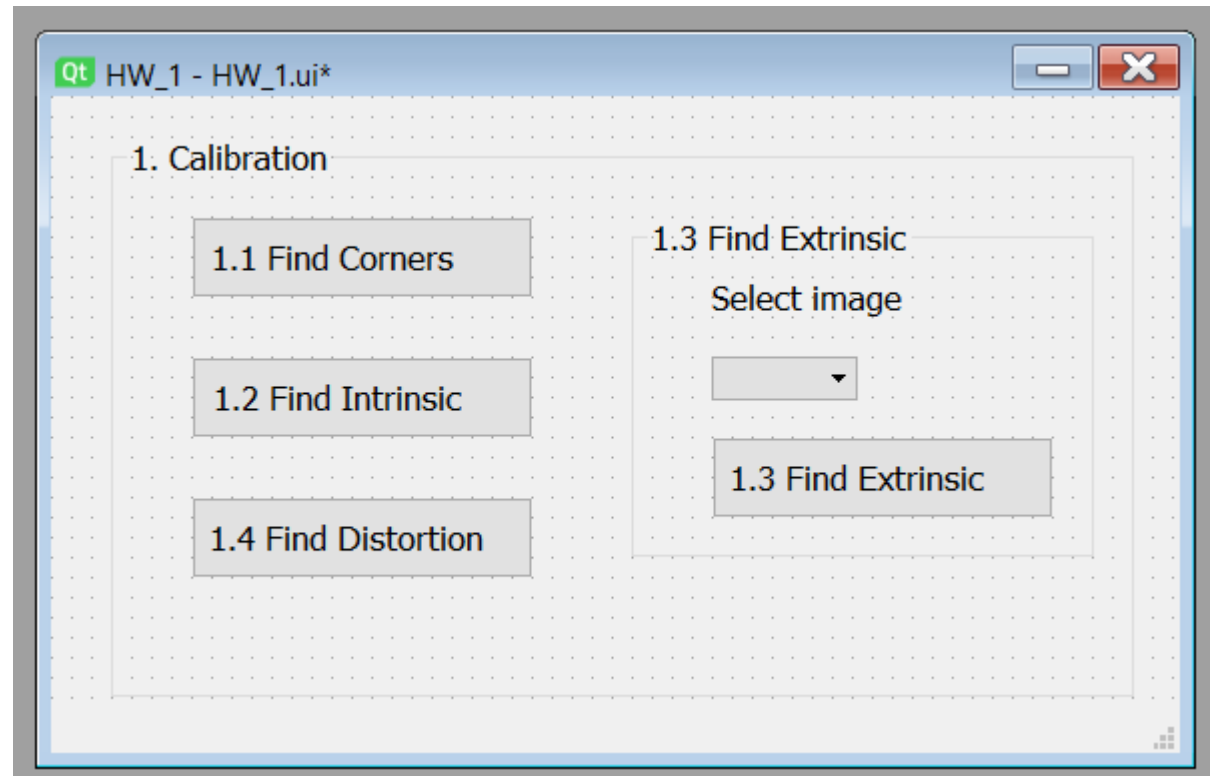 Qt HW_1 - HW_1.ui*
1. Calibration
1.1 Find Corners
1.2 Find Intrinsic
1.4 Find Distortion
1.3 Find Extrinsic
Select image
1.3 Find Extrinsic